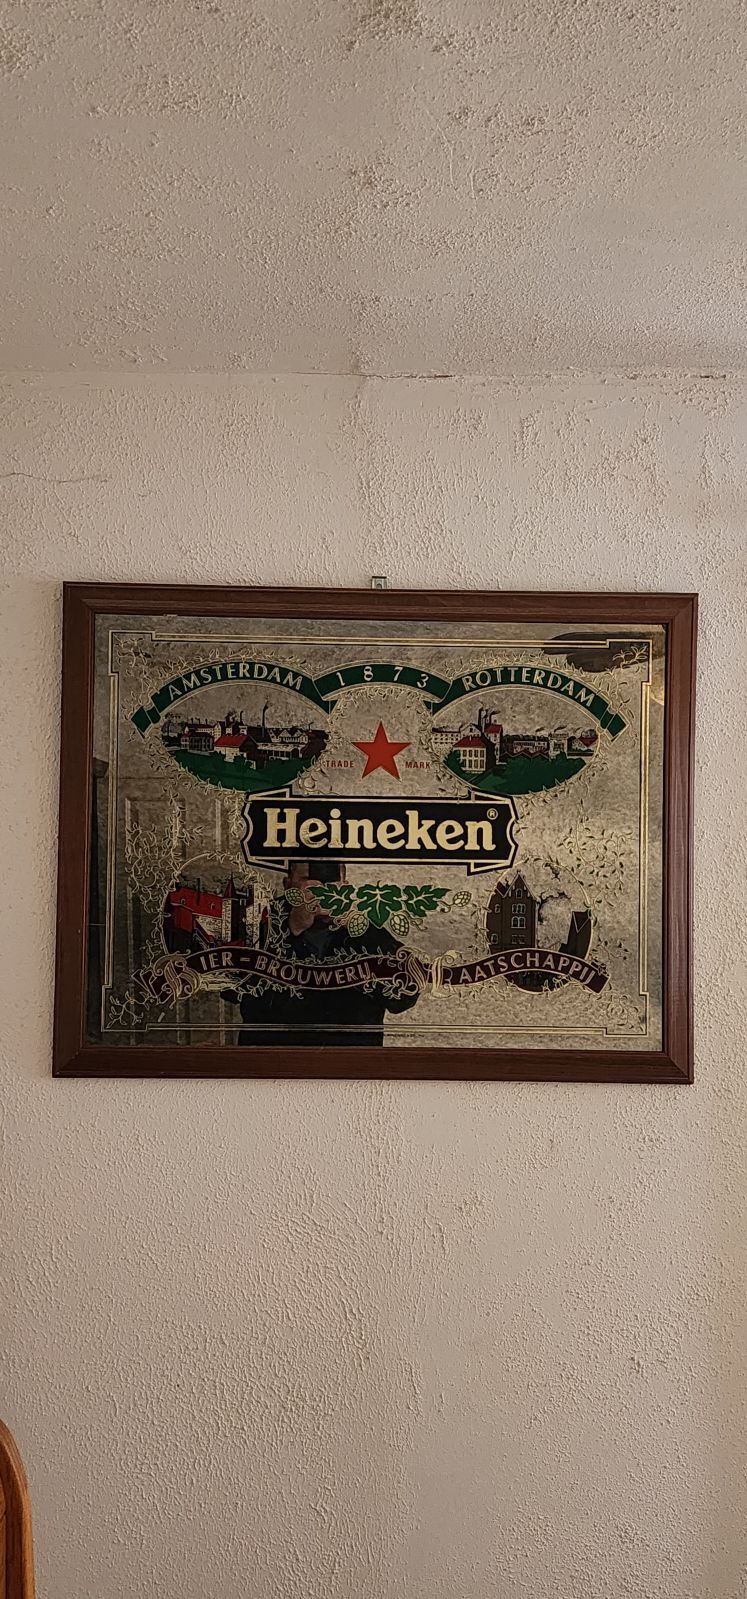 AMSTERDAM 1873 ROTTERDAM
TRADE MARK
Heineken®
BIER-BROUWERIJ MAATSCHAPPIJ